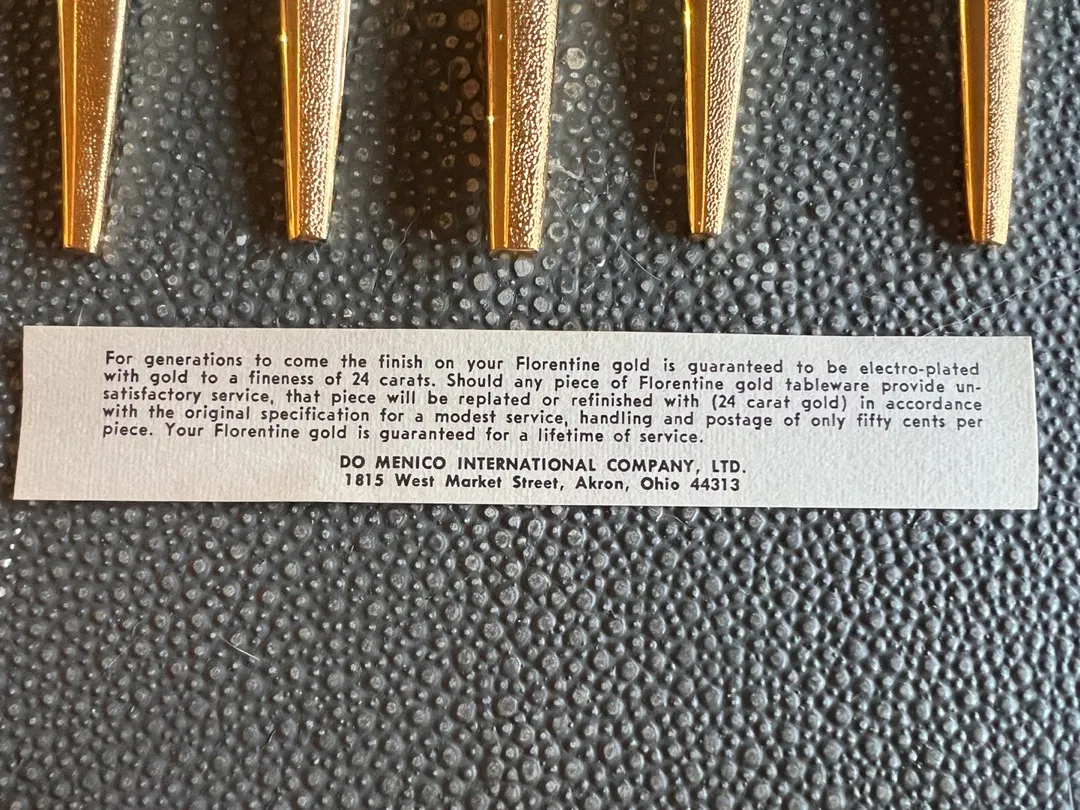 For generations to come the finish on your Florentine gold is guaranteed to be electro-plated
with gold to a fineness of 24 carats. Should any piece of Florentine gold tableware provide un-
satisfactory service, that piece will be replated or refinished with (24 carat gold) in accordance
with the original specification for a modest service, handling and postage of only fifty cents per
piece. Your Florentine gold is guaranteed for a lifetime of service.
DO MENICO INTERNATIONAL COMPANY, LTD.
1815 West Market Street, Akron, Ohio 44313